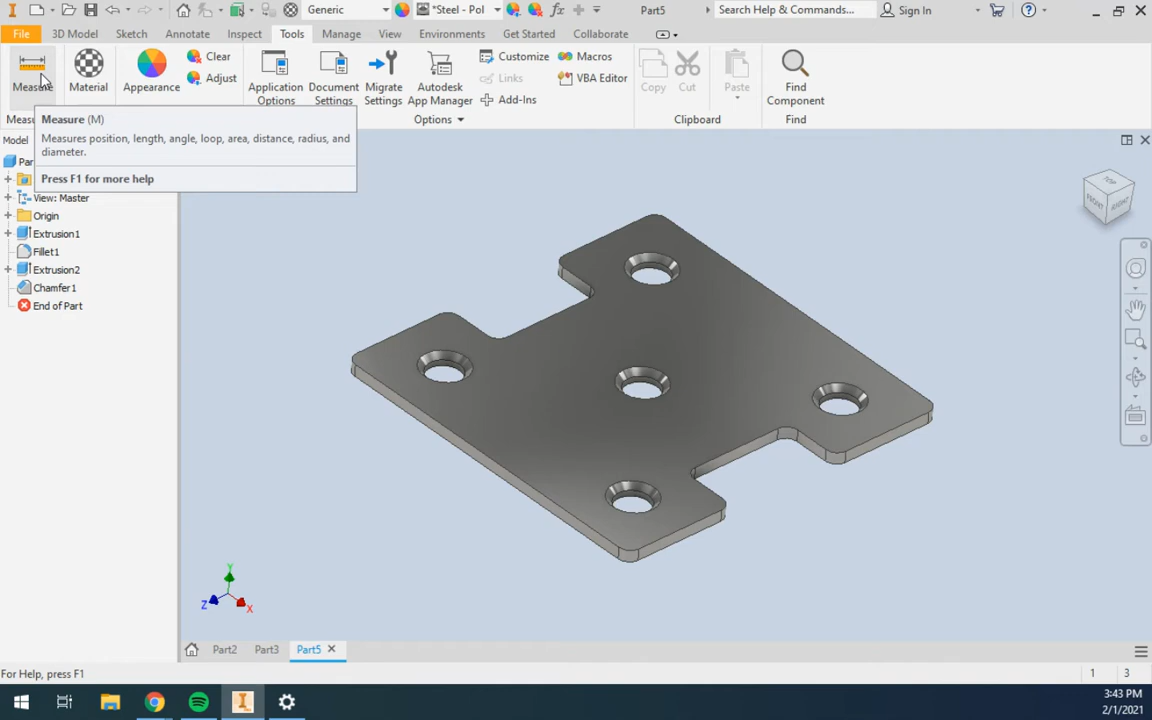 Generic
*Steel - Pol
fx
Part5
Search Help & Commands...
Sign In
File
3D Model
Sketch
Annotate
Inspect
Tools
Manage
View
Environments
Get Started
Collaborate
Measure
Material
Appearance
Clear
Adjust
Application
Options
Document
Settings
Migrate
Settings
Autodesk
App Manager
Customize
Links
Add-Ins
Macros
VBA Editor
Copy
Cut
Paste
Find
Component
Options
Clipboard
Find
Measure (M)
Measures position, length, angle, loop, area, distance, radius, and
diameter.
Press F1 for more help
Model
View: Master
Origin
Extrusion1
Fillet1
Extrusion2
Chamfer1
End of Part
TOP
FRONT
RIGHT
Y
Z
X
Part2
Part3
Part5
For Help, press F1
1
3
3:43 PM
2/1/2021